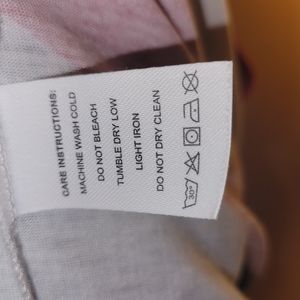 CARE INSTRUCTIONS:
MACHINE WASH COLD
DO NOT BLEACH
TUMBLE DRY LOW
LIGHT IRON
DO NOT DRY CLEAN
30°